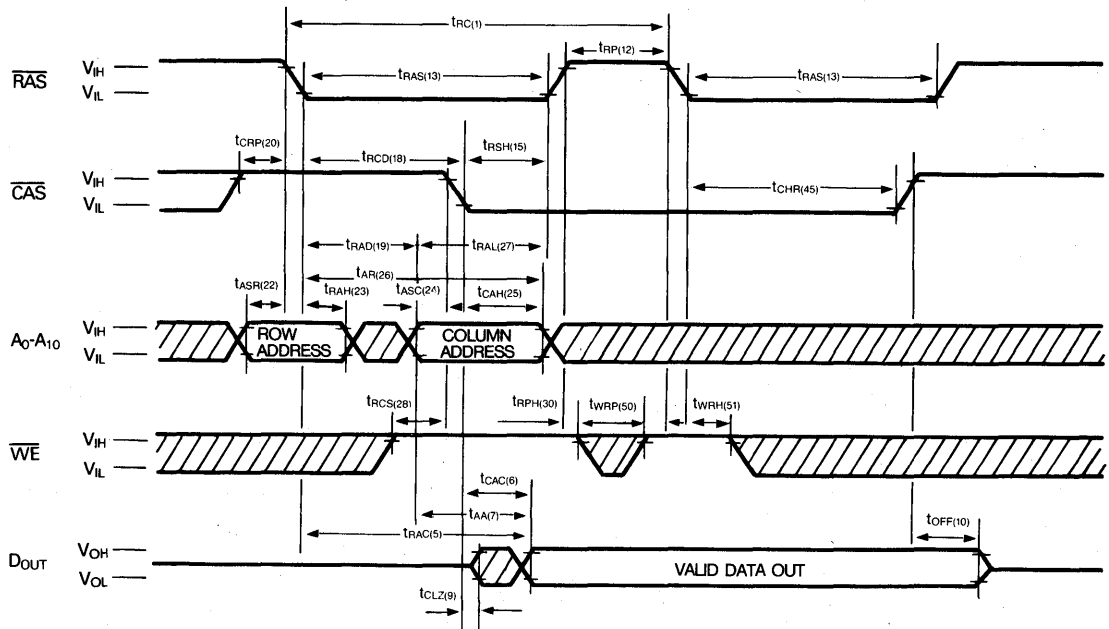 tRC(1)
tRP(12)
RAS
VIH
VIL
tRAS(13)
tRAS(13)
tCRP(20)
tRCD(18)
tRSH(15)
CAS
VIH
VIL
tCHR(45)
tRAD(19)
tRAL(27)
tAR(26)
tASR(22)
tRAH(23)
tASC(24)
tCAH(25)
A0-A10
VIH
VIL
ROW
ADDRESS
COLUMN
ADDRESS
tRCS(28)
tRPH(30)
tWRP(50)
tWRH(51)
WE
VIH
VIL
tCAC(6)
tAA(7)
tRAC(5)
tOFF(10)
DOUT
VOH
VOL
VALID DATA OUT
tCLZ(9)